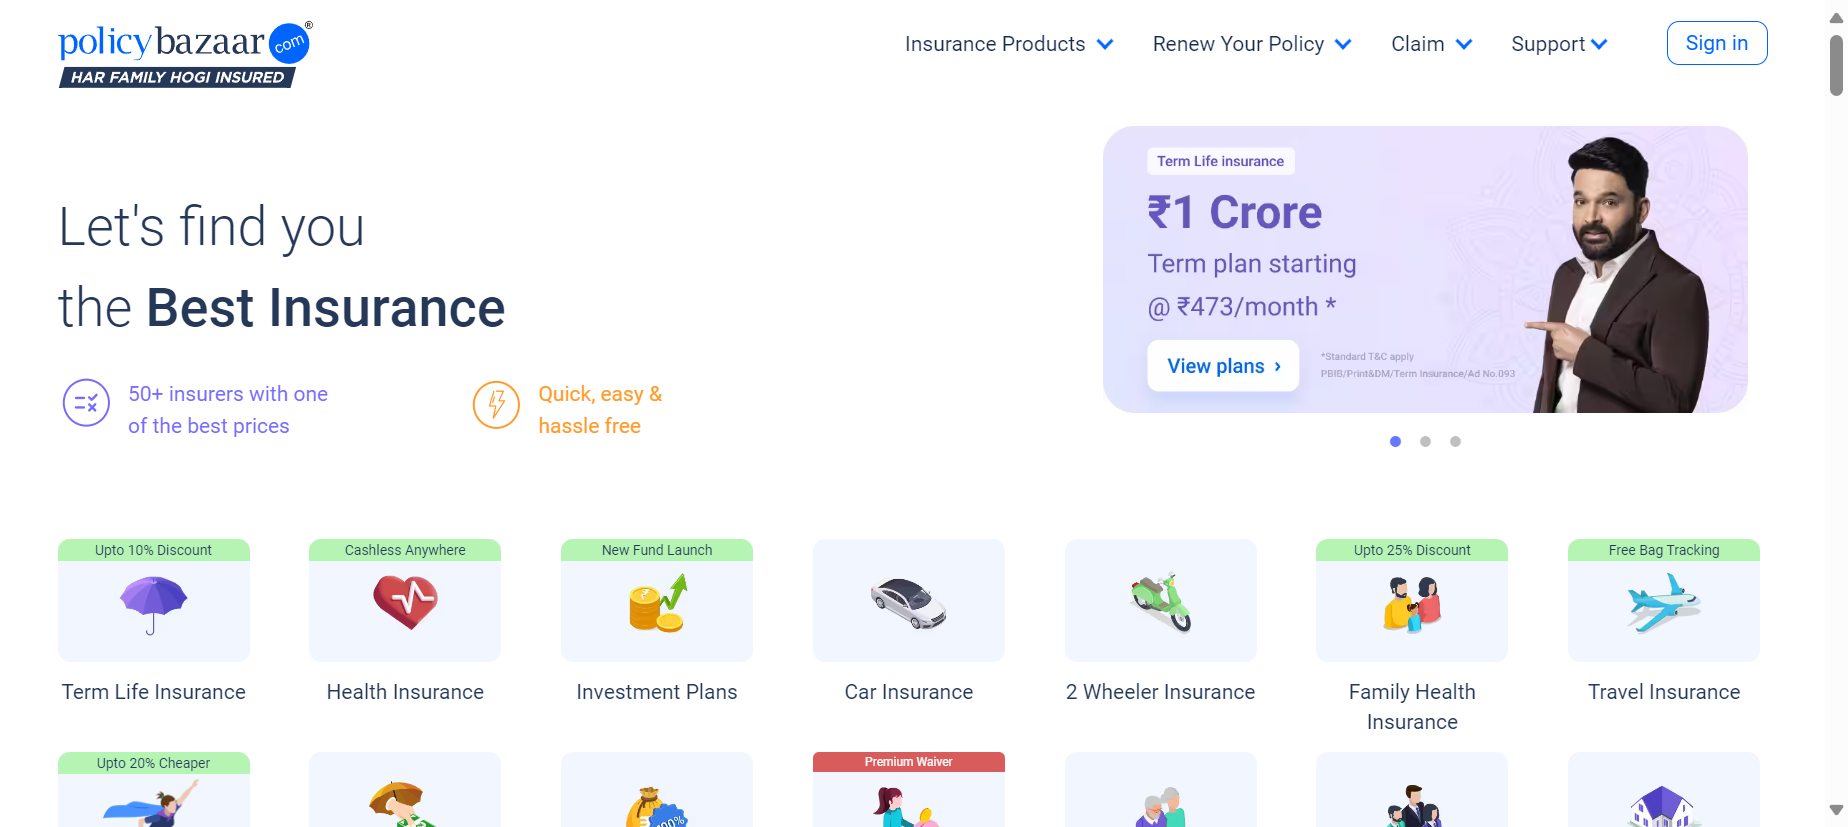 policybazaar com ®
HAR FAMILY HOGI INSURED
Insurance Products
Renew Your Policy
Claim
Support
Sign in
Let's find you
the Best Insurance
50+ insurers with one
of the best prices
Quick, easy &
hassle free
Term Life insurance
₹1 Crore
Term plan starting
@ ₹473/month *
View plans ›
*Standard T&C apply
PBIB/Print&DM/Term Insurance/Ad No.093
Upto 10% Discount
Term Life Insurance
Cashless Anywhere
Health Insurance
New Fund Launch
₹
Investment Plans
Car Insurance
2 Wheeler Insurance
Upto 25% Discount
Family Health
Insurance
Free Bag Tracking
Travel Insurance
Upto 20% Cheaper
₹
100%
Premium Waiver